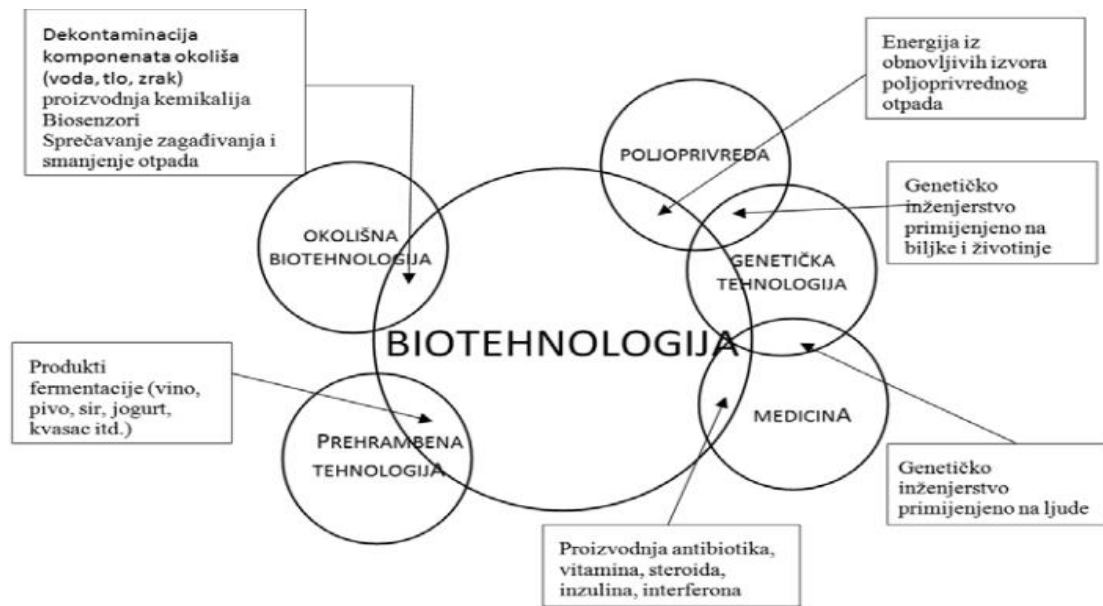 Dekontaminacija
komponenata okoliša
(voda, tlo, zrak)
proizvodnja kemikalija
Biosenzori
Sprečavanje zagađivanja i
smanjenje otpada
Energija iz
obnovljivih izvora
poljoprivrednog
otpada
POLJOPRIVREDA
Genetičko
inženjerstvo
primijenjeno na
biljke i životinje
OKOLIŠNA
BIOTEHNOLOGIJA
GENETIČKA
TEHNOLOGIJA
BIOTEHNOLOGIJA
Produkti
fermentacije (vino,
pivo, sir, jogurt,
kvasac itd.)
MEDICINA
PREHRAMBENA
TEHNOLOGIJA
Genetičko
inženjerstvo
primijenjeno na ljude
Proizvodnja antibiotika,
vitamina, steroida,
inzulina, interferona